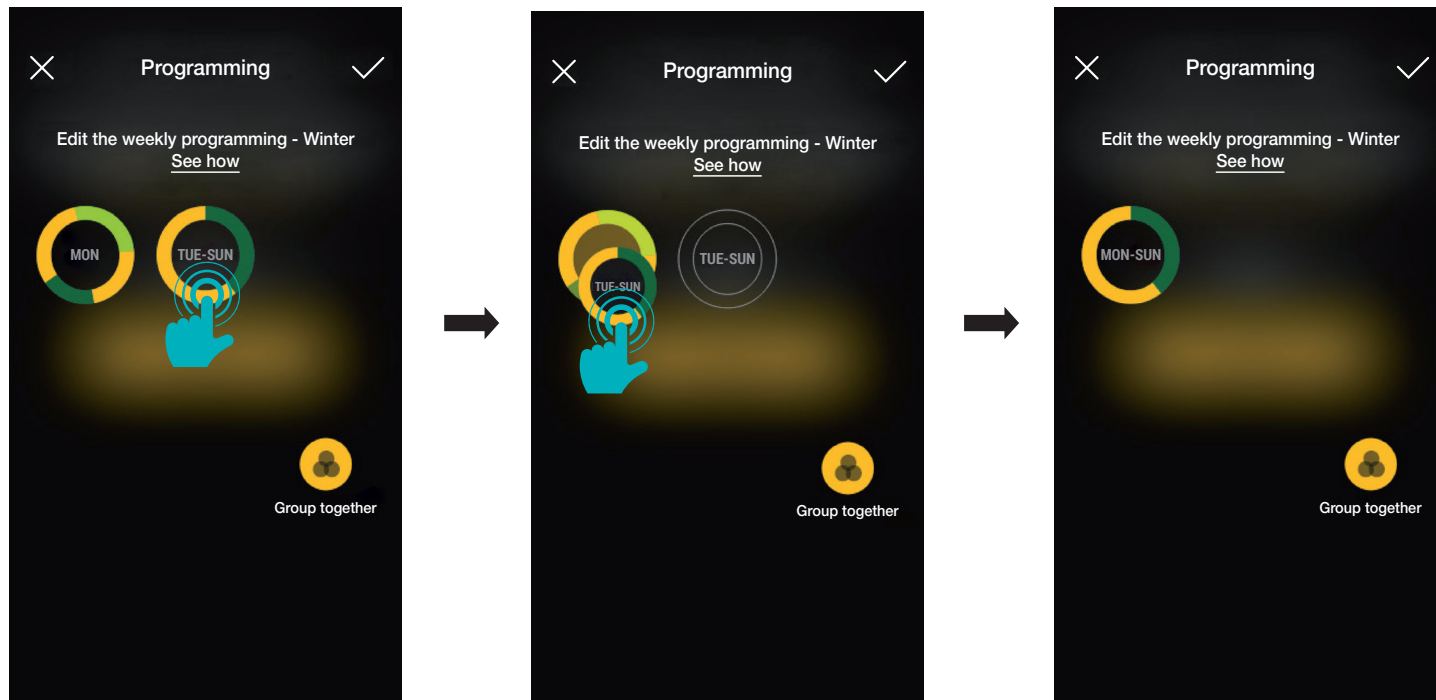 Programming
Edit the weekly programming - Winter
See how
MON
TUE-SUN
Group together
Programming
Edit the weekly programming - Winter
See how
TUE-SUN
TUE-SUN
Group together
Programming
Edit the weekly programming - Winter
See how
MON-SUN
Group together